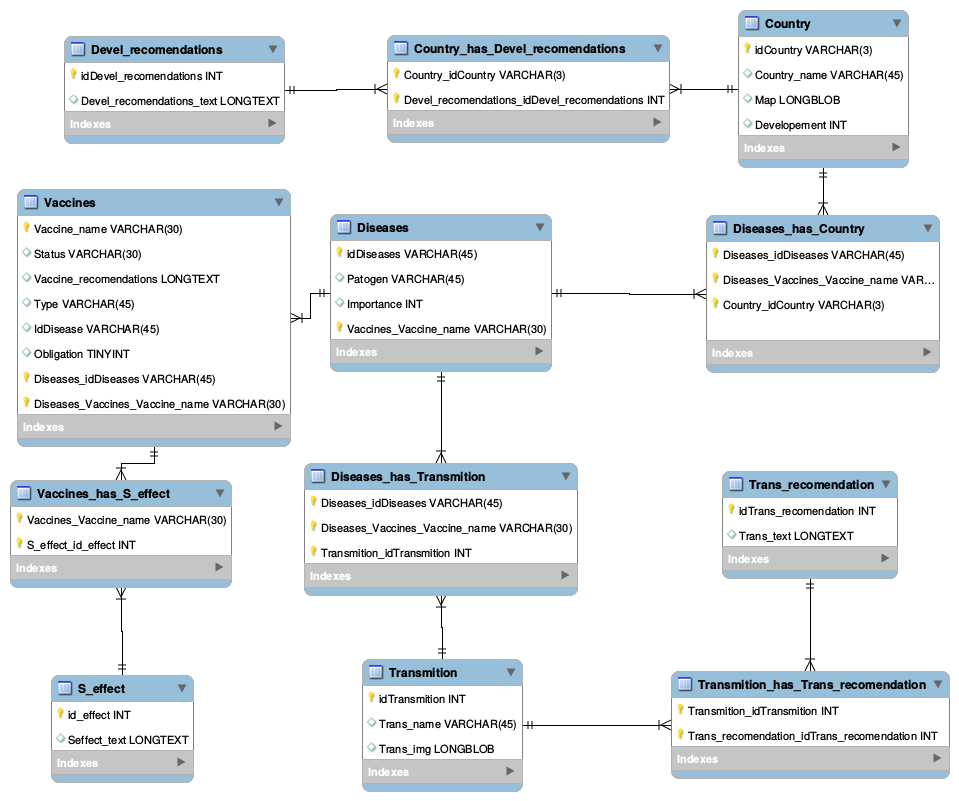 Devel_recomendations
idDevel_recomendations INT
Devel_recomendations_text LONGTEXT
Indexes
Country_has_Devel_recomendations
Country_idCountry VARCHAR(3)
Devel_recomendations_idDevel_recomendations INT
Indexes
Country
idCountry VARCHAR(3)
Country_name VARCHAR(45)
Map LONGBLOB
Developement INT
Indexes
Vaccines
Vaccine_name VARCHAR(30)
Status VARCHAR(30)
Vaccine_recomendations LONGTEXT
Type VARCHAR(45)
IdDisease VARCHAR(45)
Obligation TINYINT
Diseases_idDiseases VARCHAR(45)
Diseases_Vaccines_Vaccine_name VARCHAR(30)
Indexes
Diseases
idDiseases VARCHAR(45)
Patogen VARCHAR(45)
Importance INT
Vaccines_Vaccine_name VARCHAR(30)
Indexes
Diseases_has_Country
Diseases_idDiseases VARCHAR(45)
Diseases_Vaccines_Vaccine_name VAR...
Country_idCountry VARCHAR(3)
Indexes
Vaccines_has_S_effect
Vaccines_Vaccine_name VARCHAR(30)
S_effect_id_effect INT
Indexes
Diseases_has_Transmition
Diseases_idDiseases VARCHAR(45)
Diseases_Vaccines_Vaccine_name VARCHAR(30)
Transmition_idTransmition INT
Indexes
Trans_recomendation
idTrans_recomendation INT
Trans_text LONGTEXT
Indexes
S_effect
id_effect INT
Seffect_text LONGTEXT
Indexes
Transmition
idTransmition INT
Trans_name VARCHAR(45)
Trans_img LONGBLOB
Indexes
Transmition_has_Trans_recomendation
Transmition_idTransmition INT
Trans_recomendation_idTrans_recomendation INT
Indexes